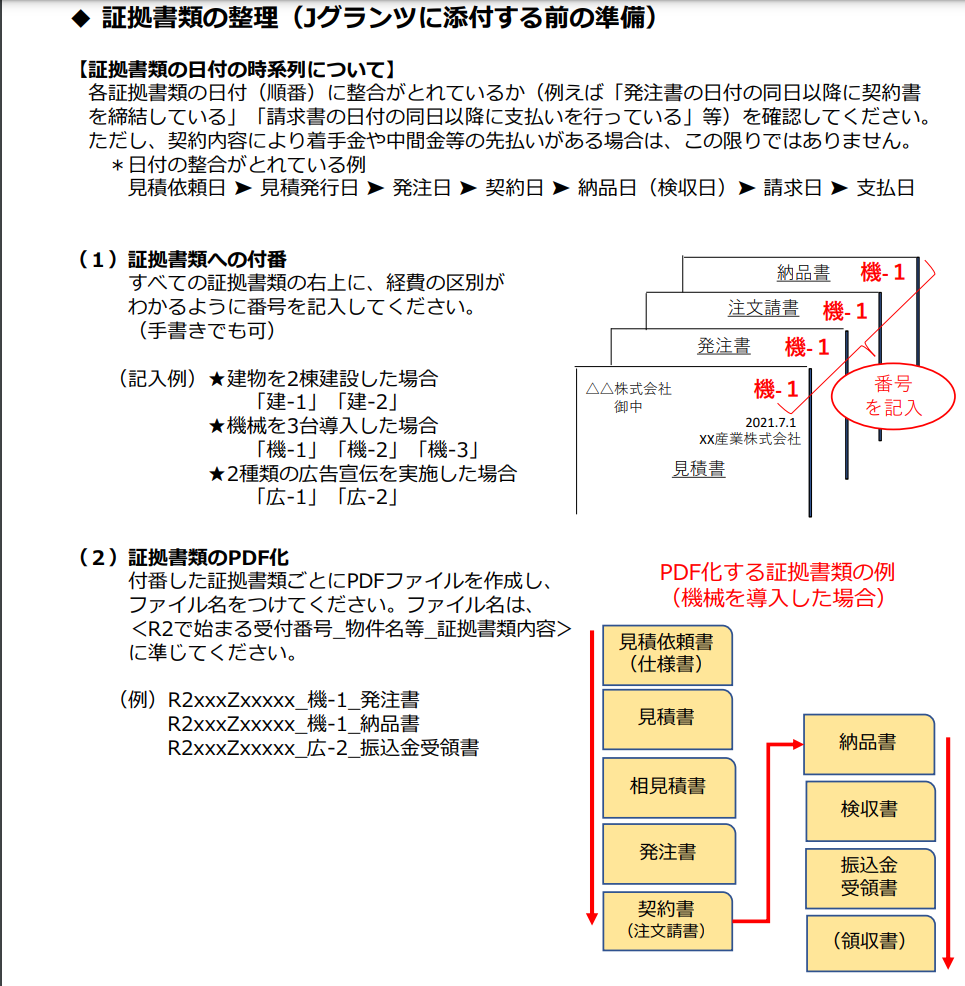 ◆ 証拠書類の整理（Jグランツに添付する前の準備）
【証拠書類の日付の時系列について】
各証拠書類の日付（順番）に整合がとれているか（例えば「発注書の日付の同日以降に契約書
を締結している」「請求書の日付の同日以降に支払いを行っている」等）を確認してください。
ただし、契約内容により着手金や中間金等の先払いがある場合は、この限りではありません。
＊日付の整合がとれている例
見積依頼日 ➤ 見積発行日 ➤ 発注日 ➤ 契約日 ➤ 納品日（検収日）➤ 請求日 ➤ 支払日
（１）証拠書類への付番
すべての証拠書類の右上に、経費の区別が
わかるように番号を記入してください。
（手書きでも可）
（記入例）★建物を2棟建設した場合
「建-1」「建-2」
★機械を3台導入した場合
「機-1」「機-2」「機-3」
★2種類の広告宣伝を実施した場合
「広-1」「広-2」
納品書 機-１
注文請書 機-１
発注書 機-１
機-１
△△株式会社
御中
2021.7.1
XX産業株式会社
見積書
番号
を記入
（２）証拠書類のPDF化
付番した証拠書類ごとにPDFファイルを作成し、
ファイル名をつけてください。ファイル名は、
＜R2で始まる受付番号_物件名等_証拠書類内容＞
に準じてください。
（例）R2xxxZxxxxx_機-1_発注書
R2xxxZxxxxx_機-1_納品書
R2xxxZxxxxx_広-2_振込金受領書
PDF化する証拠書類の例
（機械を導入した場合）
見積依頼書
（仕様書）
見積書
相見積書
発注書
契約書
（注文請書）
納品書
検収書
振込金
受領書
（領収書）